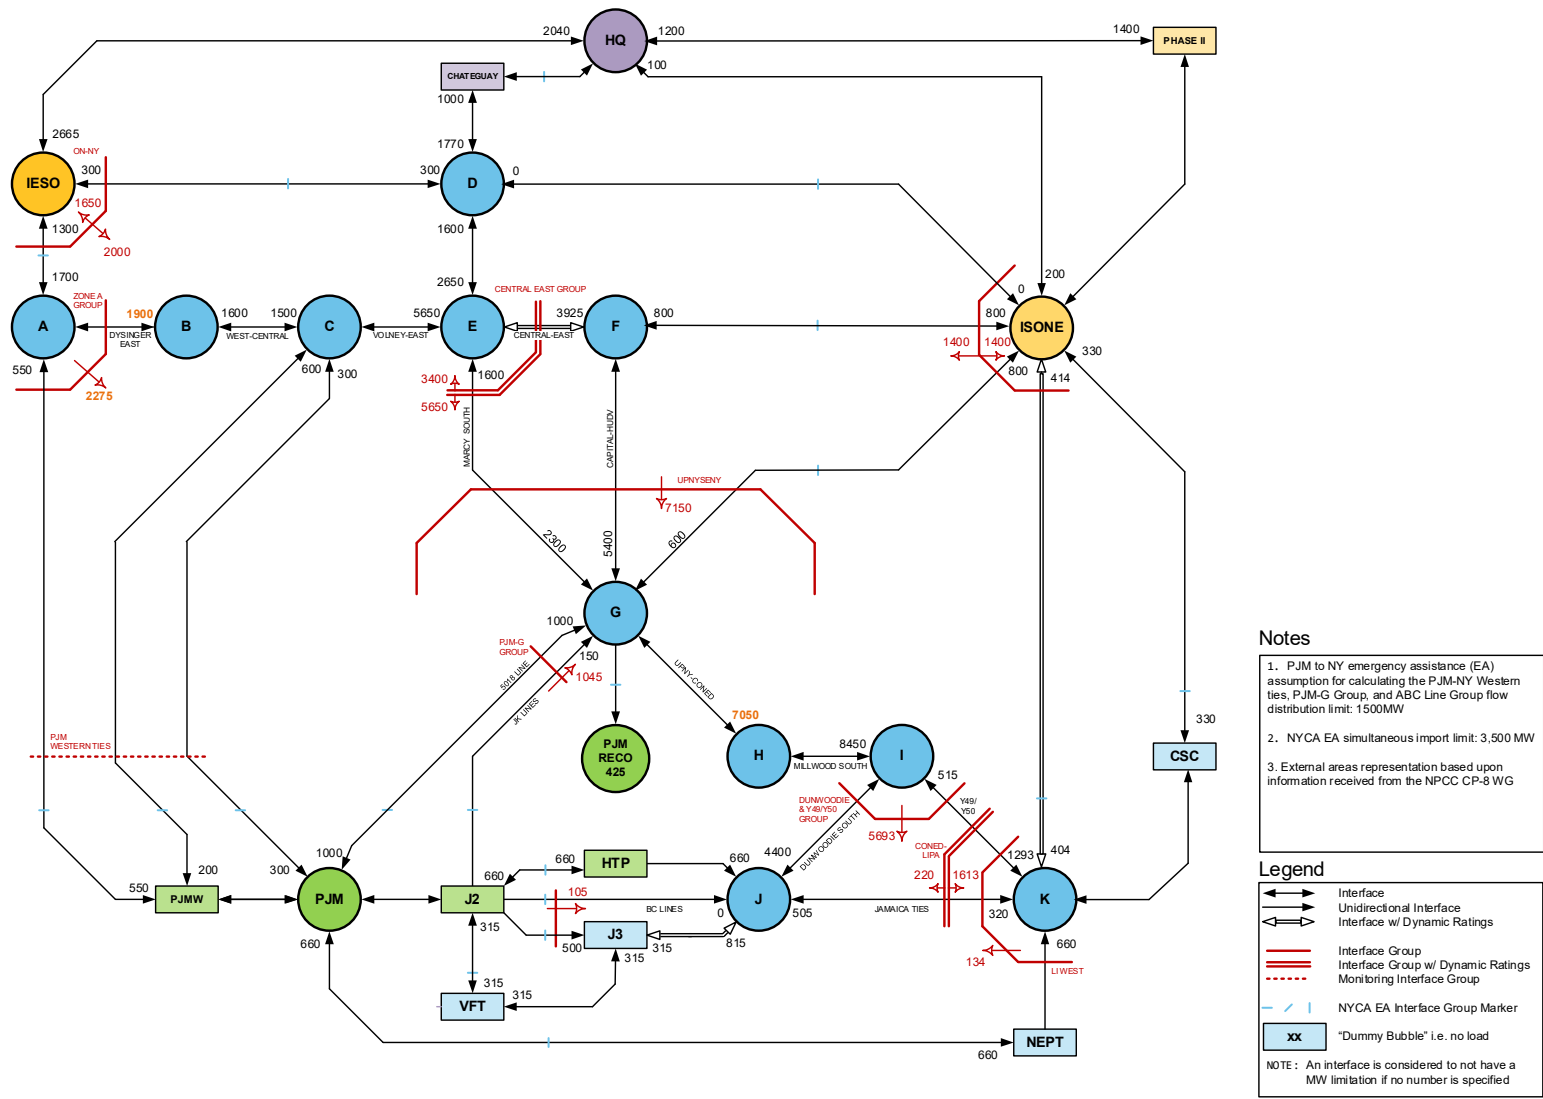 2040
HQ
1200
1400
PHASE II
100
CHATEGUAY
1000
2665
ON-NY
1770
IESO
300
300
D
0
1650
1300
2000
1600
1700
ZONE A
GROUP
2650
CENTRAL EAST GROUP
200
0
A
1900
B
1600
1500
C
5650
E
3925
F
800
800
ISONE
DYSINGER
EAST
WEST-CENTRAL
VOLNEY-EAST
CENTRAL-EAST
1400
1400
330
550
600
300
1600
800
414
2275
3400
5650
MARCY SOUTH
CAPITAL-HUDV
UPNYSENY
7150
2300
5400
600
G
1000
PJM-G
GROUP
150
1045
5018 LINE
JK LINES
UPNY-CONED
7050
PJM
WESTERN TIES
PJM
RECO
425
H
8450
I
MILLWOOD SOUTH
515
330
CSC
DUNWOODIE
& Y49/Y50
GROUP
Y49/
Y50
5693
DUNWOODIE SOUTH
CONED-
LIPA
1000
660
HTP
660
4400
1293
404
300
200
660
220
1613
550
PJMW
PJM
J2
105
BC LINES
0
J
505
JAMAICA TIES
320
K
660
315
500
J3
315
815
660
315
134
LI WEST
315
VFT
315
NEPT
660
Notes
1. PJM to NY emergency assistance (EA)
assumption for calculating the PJM-NY Western
ties, PJM-G Group, and ABC Line Group flow
distribution limit: 1500MW
2. NYCA EA simultaneous import limit: 3,500 MW
3. External areas representation based upon
information received from the NPCC CP-8 WG
Legend
Interface
Unidirectional Interface
Interface w/ Dynamic Ratings
Interface Group
Interface Group w/ Dynamic Ratings
Monitoring Interface Group
NYCA EA Interface Group Marker
xx
“Dummy Bubble” i.e. no load
NOTE: An interface is considered to not have a
MW limitation if no number is specified